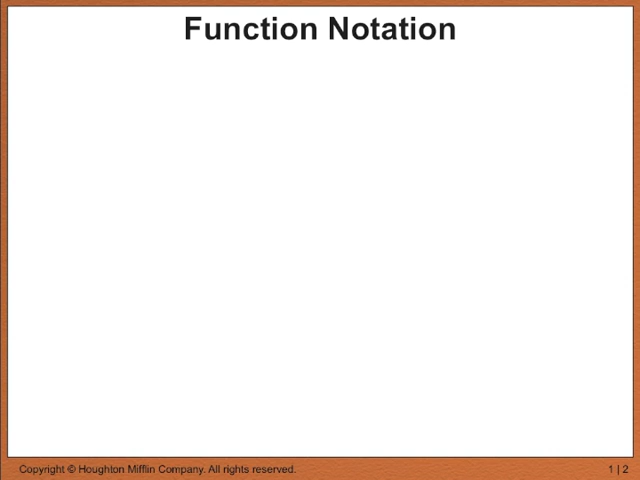 Function Notation
Copyright © Houghton Mifflin Company. All rights reserved.
1 | 2